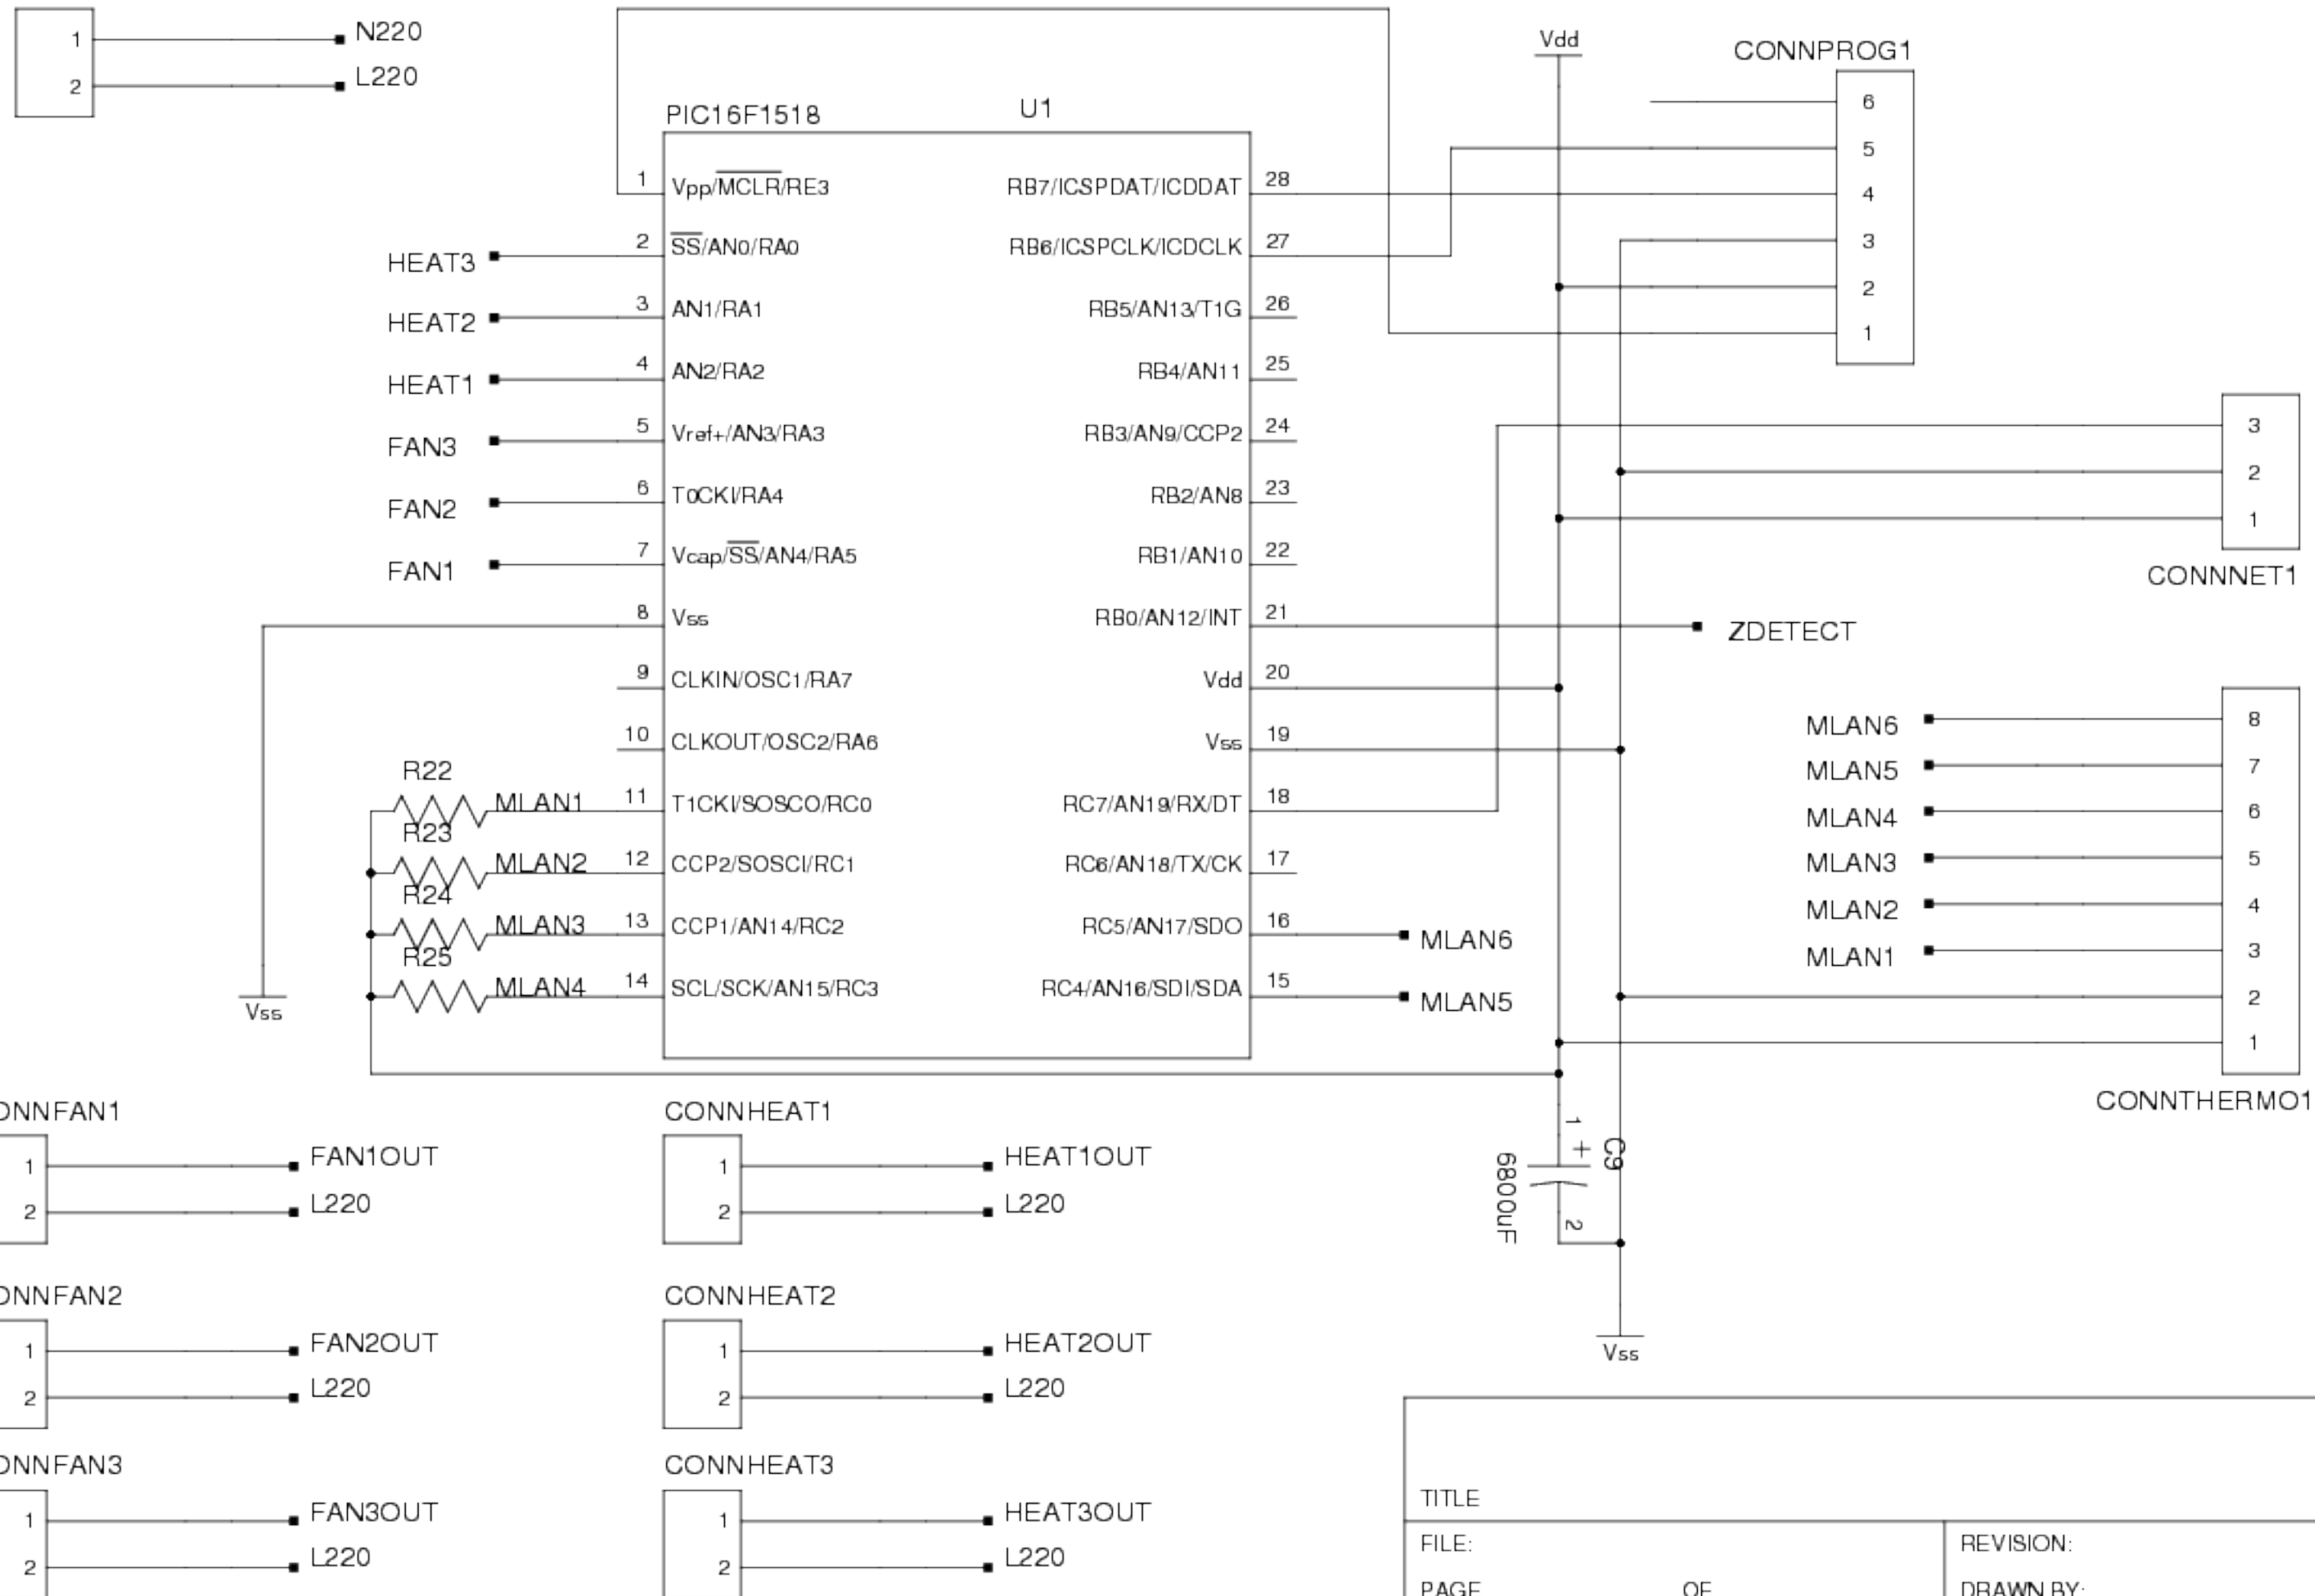 1
N220
2
L220
PIC16F1518
U1
1
Vpp/MCLR/RE3
HEAT3
2
SS/AN0/RA0
HEAT2
3
AN1/RA1
HEAT1
4
AN2/RA2
FAN3
5
Vref+/AN3/RA3
FAN2
6
T0CKI/RA4
FAN1
7
Vcap/SS/AN4/RA5
8
Vss
9
CLKIN/OSC1/RA7
10
CLKOUT/OSC2/RA6
R22
MLAN1
11
T1CKI/SOSCO/RC0
R23
MLAN2
12
CCP2/SOSCI/RC1
R24
MLAN3
13
CCP1/AN14/RC2
R25
MLAN4
14
SCL/SCK/AN15/RC3
Vss
RB7/ICSPDAT/ICDDAT
28
RB6/ICSPCLK/ICDCLK
27
RB5/AN13/T1G
26
RB4/AN11
25
RB3/AN9/CCP2
24
RB2/AN8
23
RB1/AN10
22
RB0/AN12/INT
21
ZDETECT
Vdd
20
Vss
19
RC7/AN19/RX/DT
18
RC6/AN18/TX/CK
17
RC5/AN17/SDO
16
MLAN6
RC4/AN16/SDI/SDA
15
MLAN5
Vdd
CONNPROG1
6
5
4
3
2
1
3
2
1
CONNNET1
MLAN6
8
MLAN5
7
MLAN4
6
MLAN3
5
MLAN2
4
MLAN1
3
2
1
CONNTHERMO1
1
+
C9
6800uF
2
Vss
ONNFAN1
1
FAN1OUT
2
L220
CONNHEAT1
1
HEAT1OUT
2
L220
ONNFAN2
1
FAN2OUT
2
L220
CONNHEAT2
1
HEAT2OUT
2
L220
ONNFAN3
1
FAN3OUT
2
L220
CONNHEAT3
1
HEAT3OUT
2
L220
TITLE
FILE:
REVISION:
PAGE
OF
DRAWN BY: